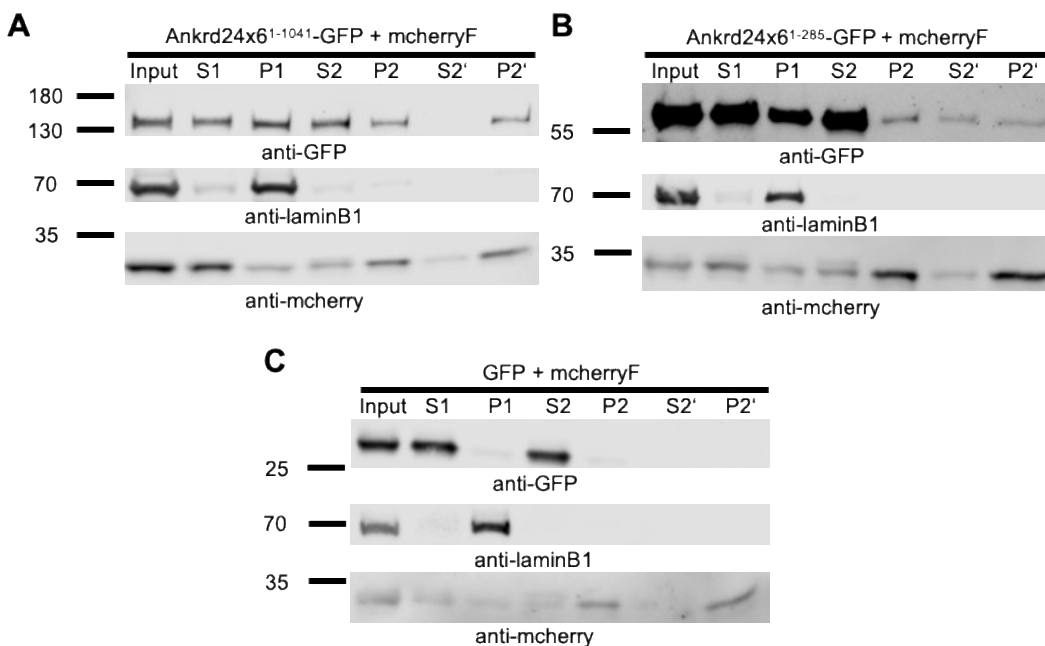 A
Ankrd24x6¹⁻¹⁰⁴¹-GFP + mcherryF
Input S1 P1 S2 P2 S2‘ P2‘
180
130
anti-GFP
70
anti-laminB1
35
anti-mcherry
B
Ankrd24x6¹⁻²⁸⁵-GFP + mcherryF
Input S1 P1 S2 P2 S2‘ P2‘
55
anti-GFP
70
anti-laminB1
35
anti-mcherry
C
GFP + mcherryF
Input S1 P1 S2 P2 S2‘ P2‘
25
anti-GFP
70
anti-laminB1
35
anti-mcherry